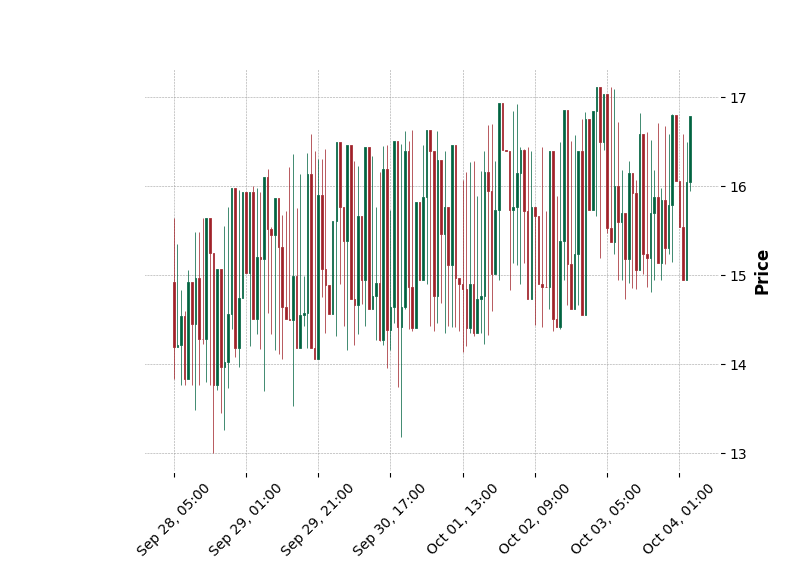 17
16
15
14
13
Price
Sep 28, 05:00
Sep 29, 01:00
Sep 29, 21:00
Sep 30, 17:00
Oct 01, 13:00
Oct 02, 09:00
Oct 03, 05:00
Oct 04, 01:00